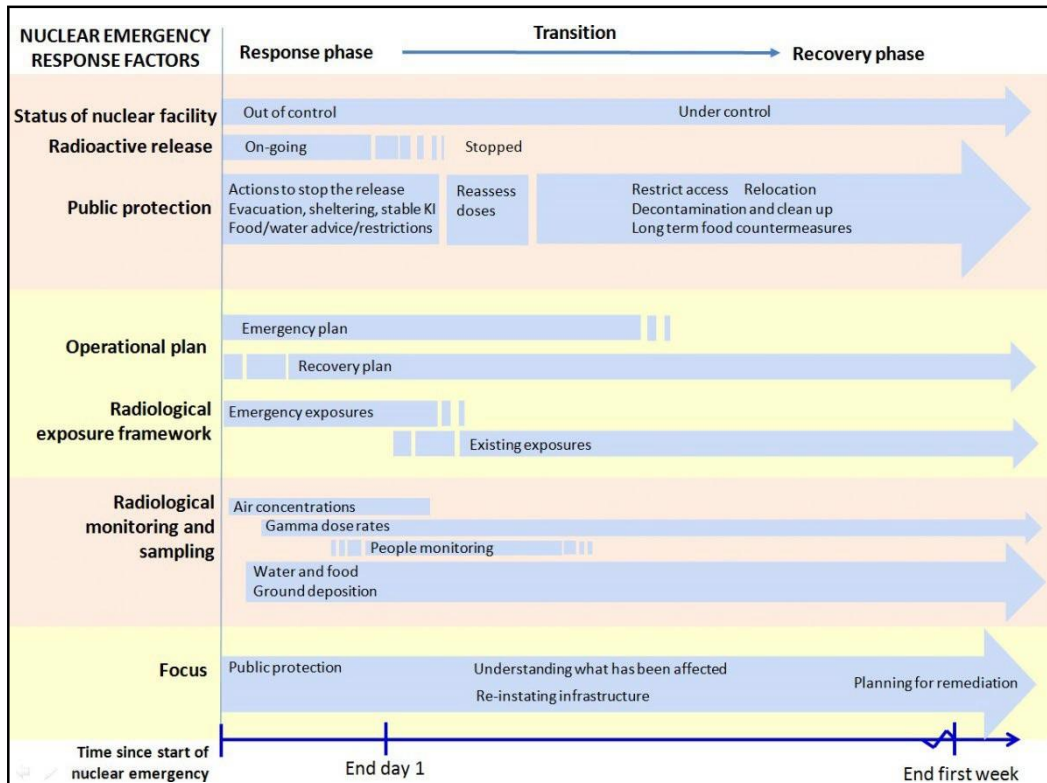 NUCLEAR EMERGENCY
RESPONSE FACTORS
Response phase
Transition
Recovery phase
Status of nuclear facility
Out of control
Under control
Radioactive release
On-going
Stopped
Public protection
Actions to stop the release
Evacuation, sheltering, stable KI
Food/water advice/restrictions
Reassess
doses
Restrict access Relocation
Decontamination and clean up
Long term food countermeasures
Operational plan
Emergency plan
Recovery plan
Radiological
exposure framework
Emergency exposures
Existing exposures
Radiological
monitoring and
sampling
Air concentrations
Gamma dose rates
People monitoring
Water and food
Ground deposition
Focus
Public protection
Understanding what has been affected
Re-instating infrastructure
Planning for remediation
Time since start of
nuclear emergency
End day 1
End first week